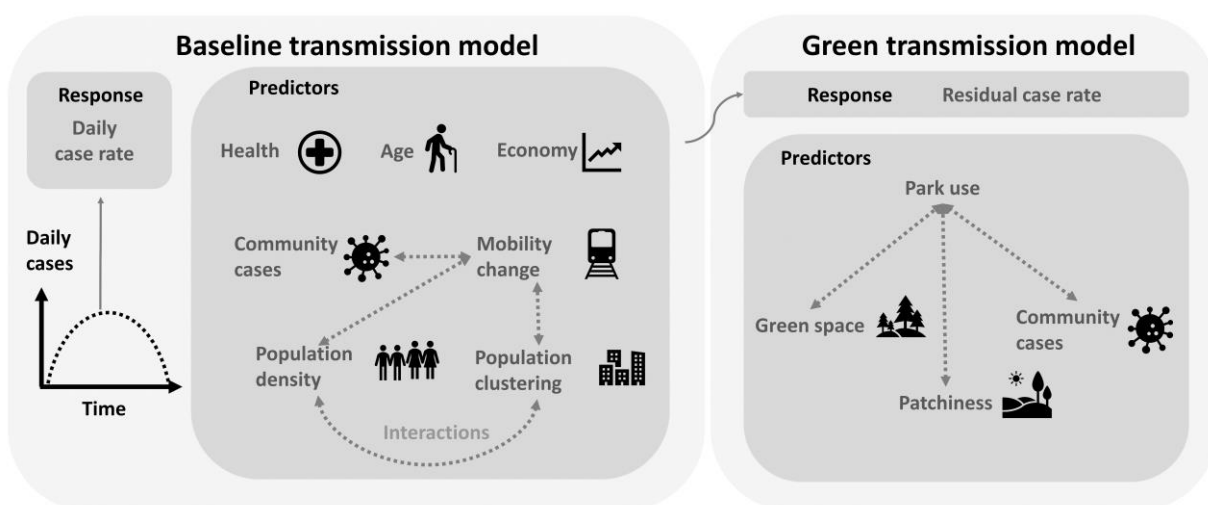 Baseline transmission model
Response
Daily
case rate
Daily
cases
Time
Predictors
Health
Age
Economy
Community
cases
Mobility
change
Population
density
Population
clustering
Interactions
Green transmission model
Response Residual case rate
Predictors
Park use
Green space
Community
cases
Patchiness